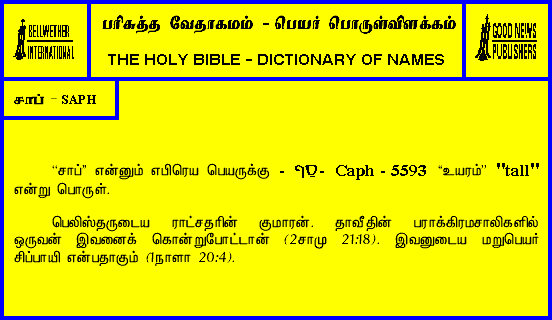 BELLWETHER
INTERNATIONAL
பரிசுத்த வேதாகமம் - பெயர் பொருள்விளக்கம்
THE HOLY BIBLE - DICTIONARY OF NAMES
GOOD NEWS
PUBLISHERS
சாப் - SAPH
“சாப்” என்னும் எபிரெய பெயருக்கு - סַף - Caph - 5593 “உயரம்” "tall"
என்று பொருள்.
பெலிஸ்தருடைய ராட்சதரின் குமாரன். தாவீதின் பராக்கிரமசாலிகளில்
ஒருவன் இவனைக் கொன்றுபோட்டான் (2சாமு 21:18). இவனுடைய மறுபெயர்
சிப்பாயி என்பதாகும் (1நாளா 20:4).